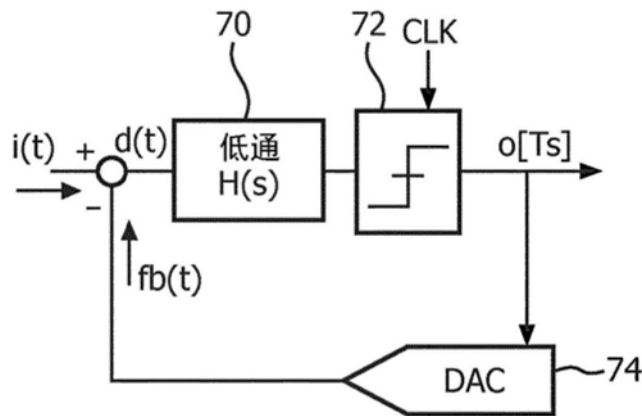 70
72
CLK
i(t)
+
d(t)
低通
H(s)
o[Ts]
-
fb(t)
DAC
74